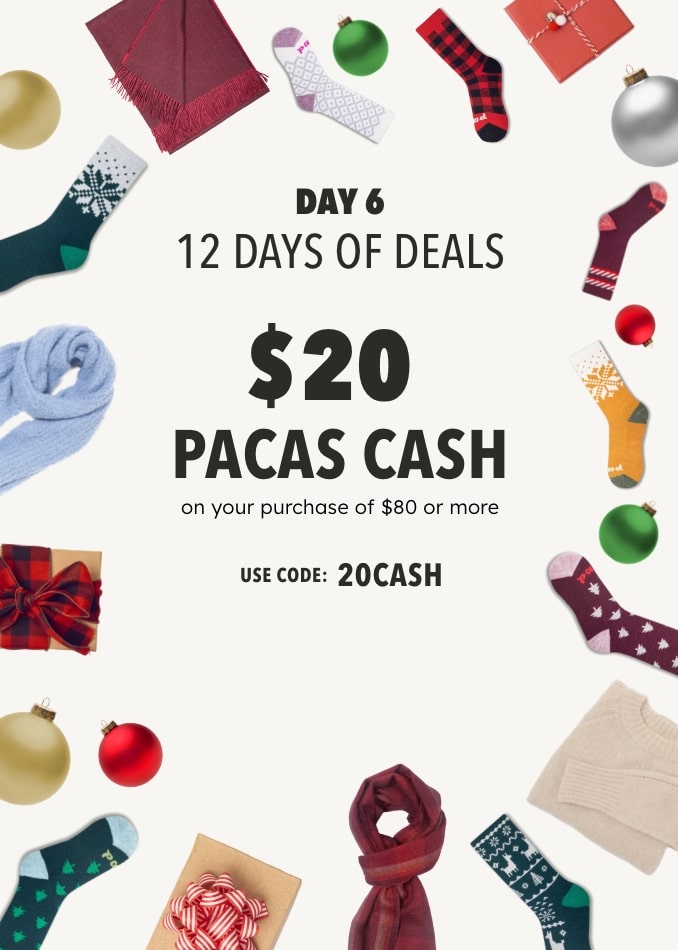 DAY 6
12 DAYS OF DEALS
$20
PACAS CASH
on your purchase of $80 or more
USE CODE: 20CASH